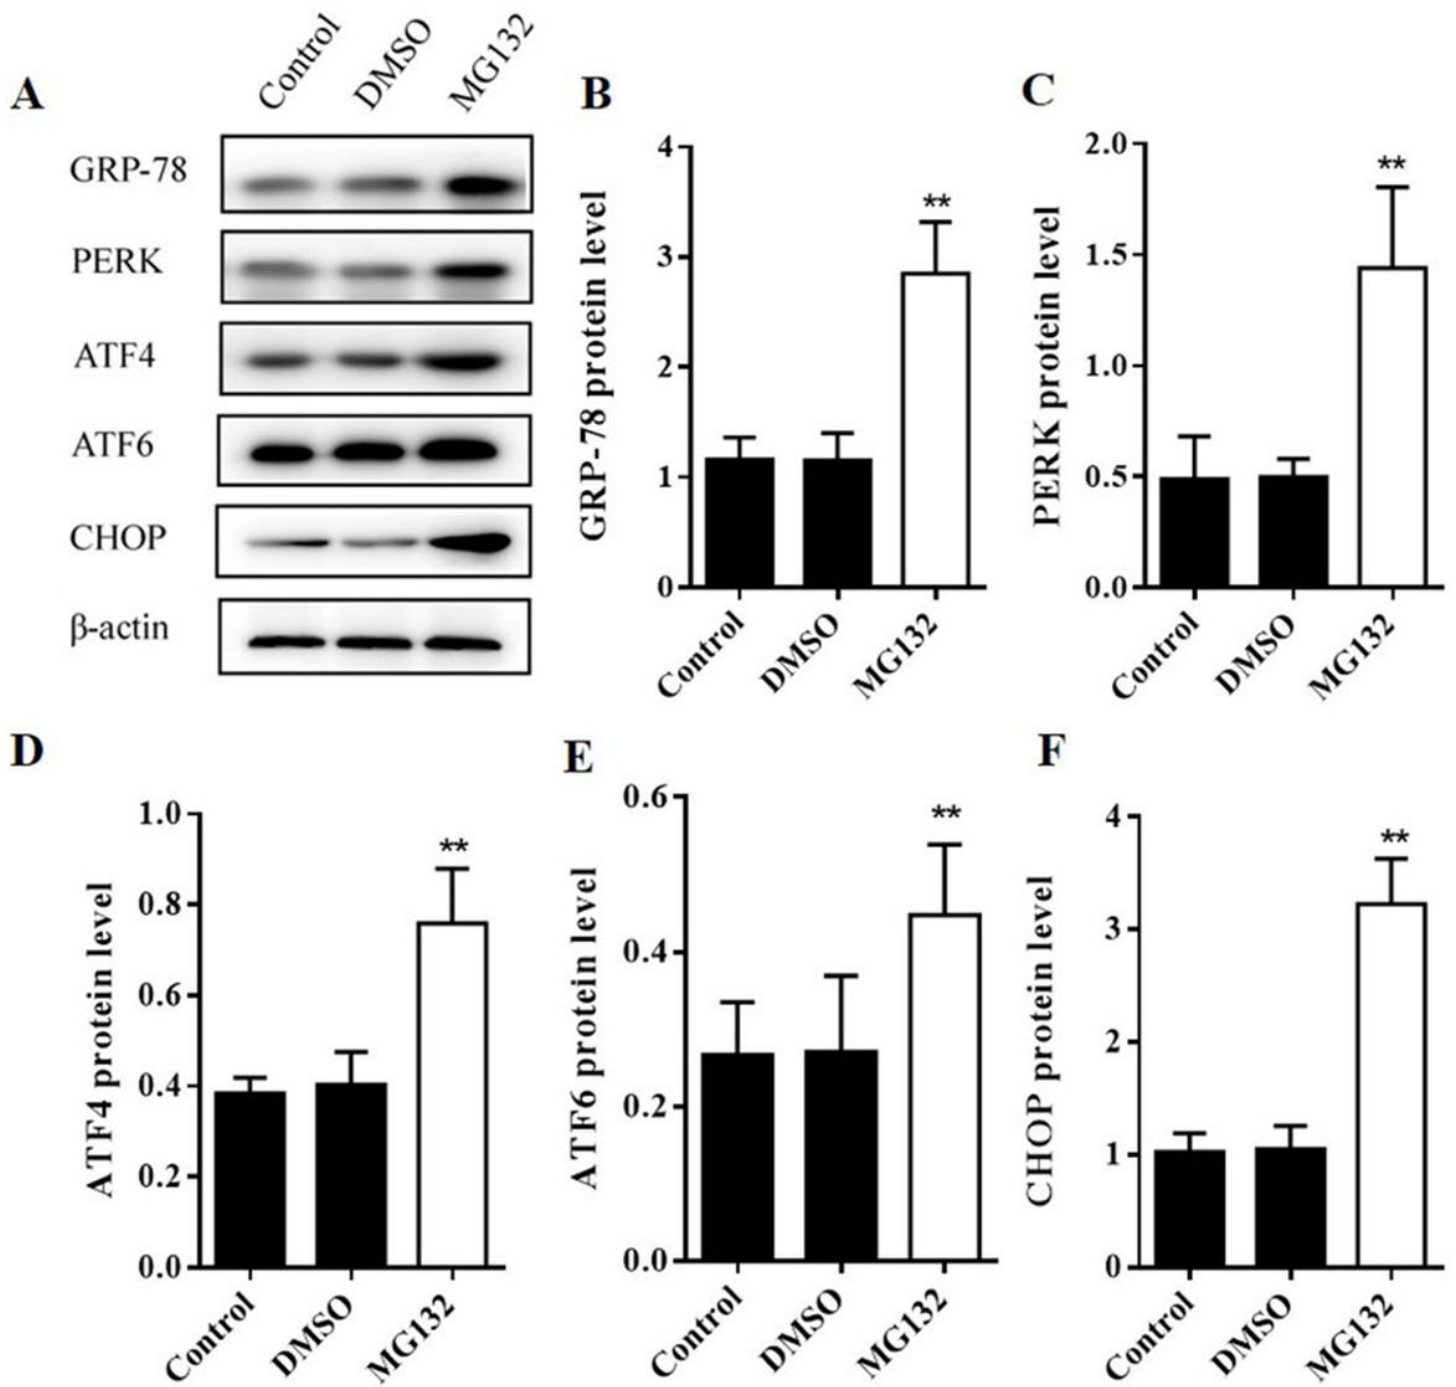 A
Control
DMSO
MG132
GRP-78
PERK
ATF4
ATF6
CHOP
β-actin
B
GRP-78 protein level
4
3
2
1
0
**
Control
DMSO
MG132
C
PERK protein level
2.0
1.5
1.0
0.5
0.0
**
Control
DMSO
MG132
D
ATF4 protein level
1.0
0.8
0.6
0.4
0.2
0.0
**
Control
DMSO
MG132
E
ATF6 protein level
0.6
0.4
0.2
0.0
**
Control
DMSO
MG132
F
CHOP protein level
4
3
2
1
0
**
Control
DMSO
MG132